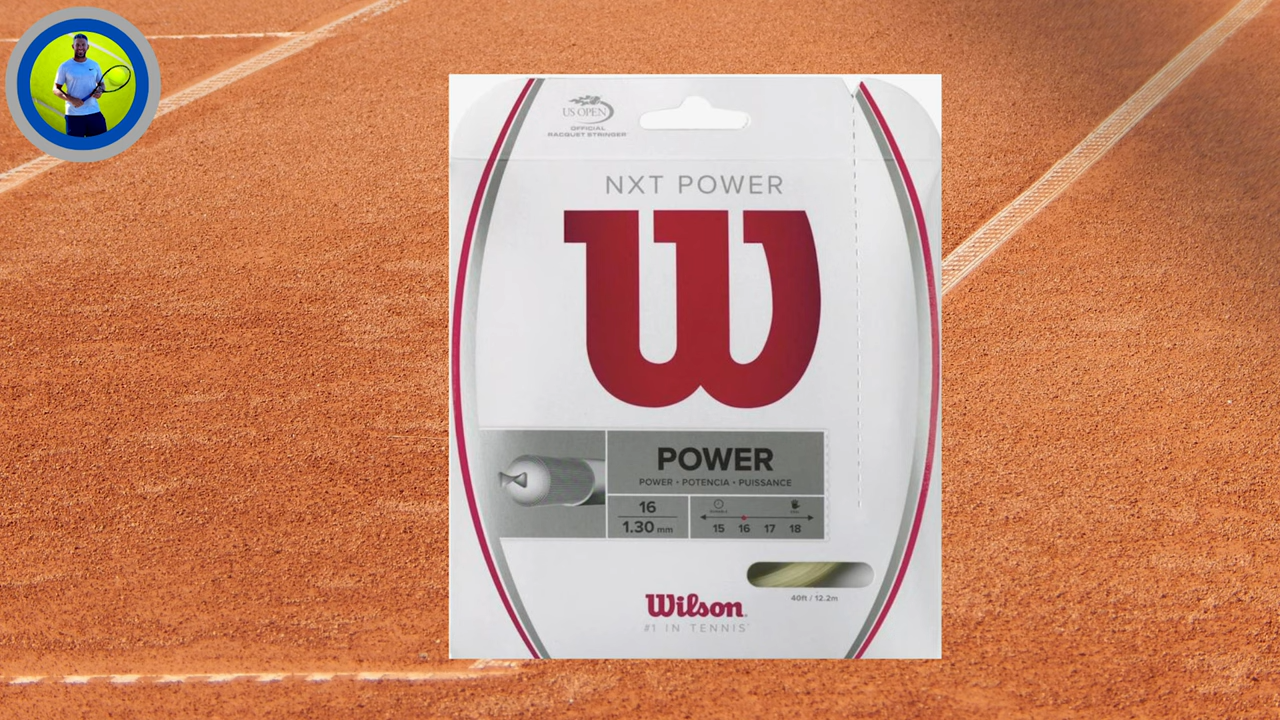 US OPEN
OFFICIAL
RACQUET STRINGER
NXT POWER
W
POWER
POWER • POTENCIA • PUISSANCE
16
1.30 mm
15 16 17 18
40ft / 12.2m
Wilson.
#1 IN TENNIS